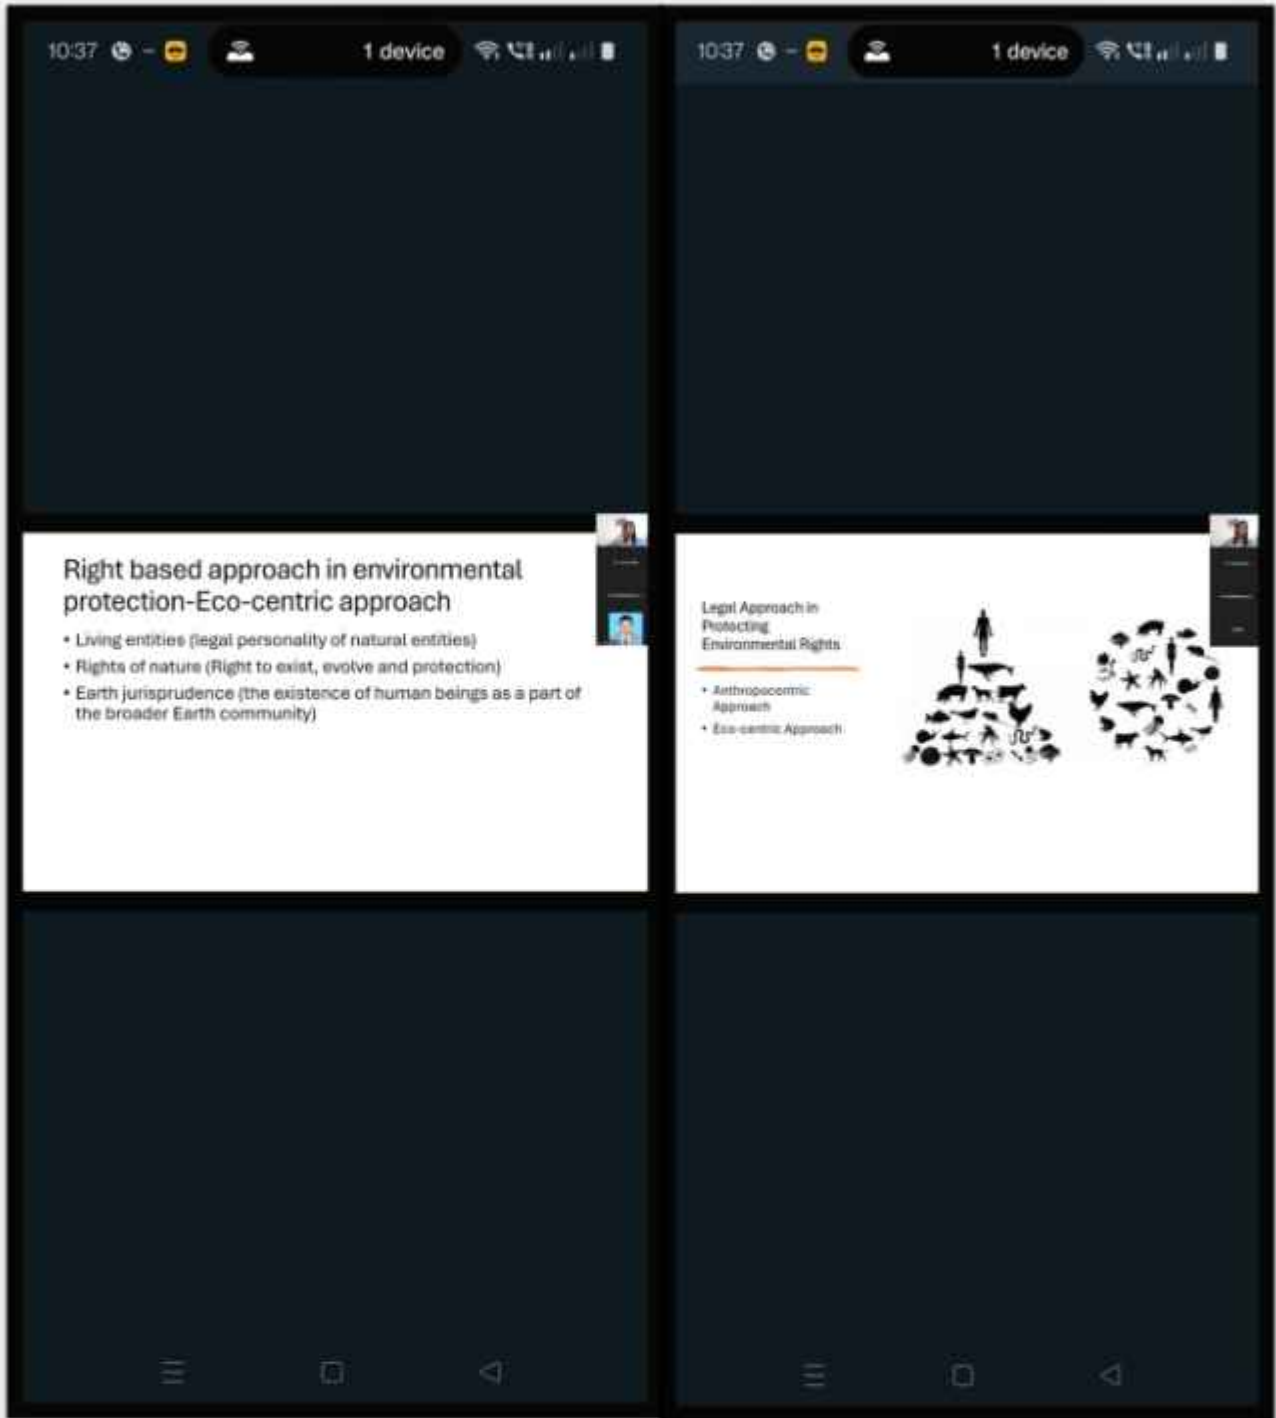 10:37
1 device
Right based approach in environmental
protection-Eco-centric approach
• Living entities (legal personality of natural entities)
• Rights of nature (Right to exist, evolve and protection)
• Earth jurisprudence (the existence of human beings as a part of
the broader Earth community)
10:37
1 device
Legal Approach in
Protecting
Environmental Rights
• Anthropocentric
Approach
• Eco-centric Approach